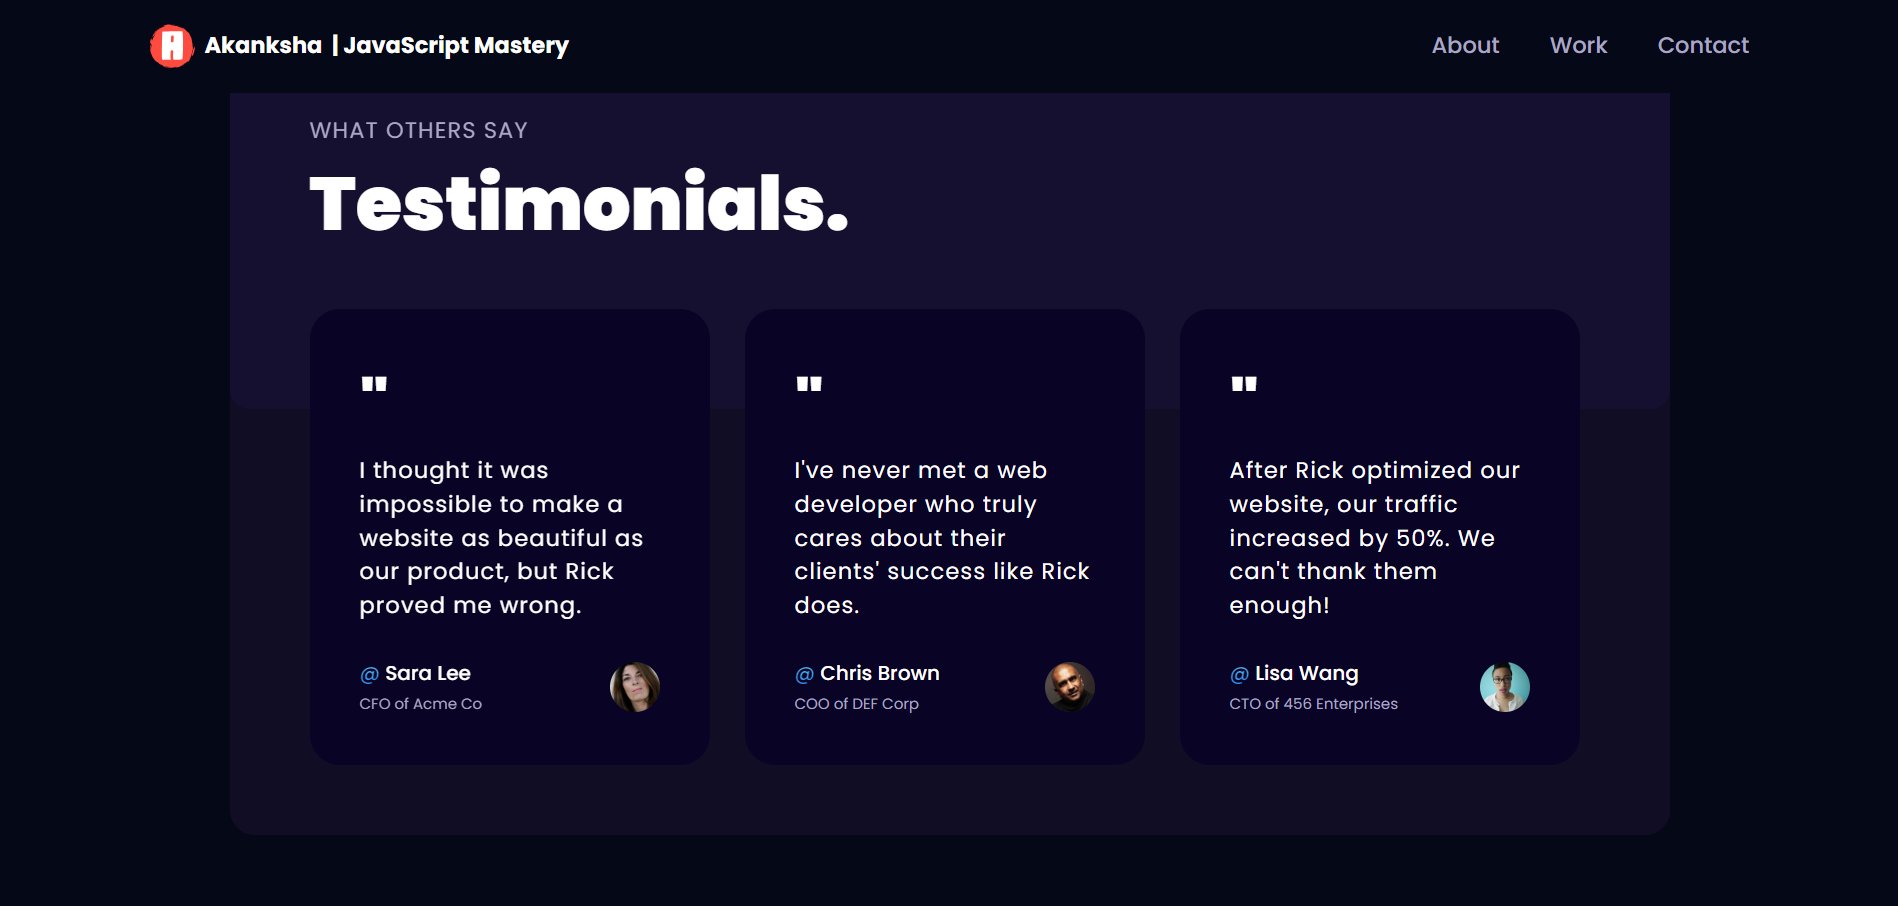 A Akanksha | JavaScript Mastery
About Work Contact
WHAT OTHERS SAY
Testimonials.
"
I thought it was
impossible to make a
website as beautiful as
our product, but Rick
proved me wrong.
@ Sara Lee
CFO of Acme Co
"
I've never met a web
developer who truly
cares about their
clients' success like Rick
does.
@ Chris Brown
COO of DEF Corp
"
After Rick optimized our
website, our traffic
increased by 50%. We
can't thank them
enough!
@ Lisa Wang
CTO of 456 Enterprises